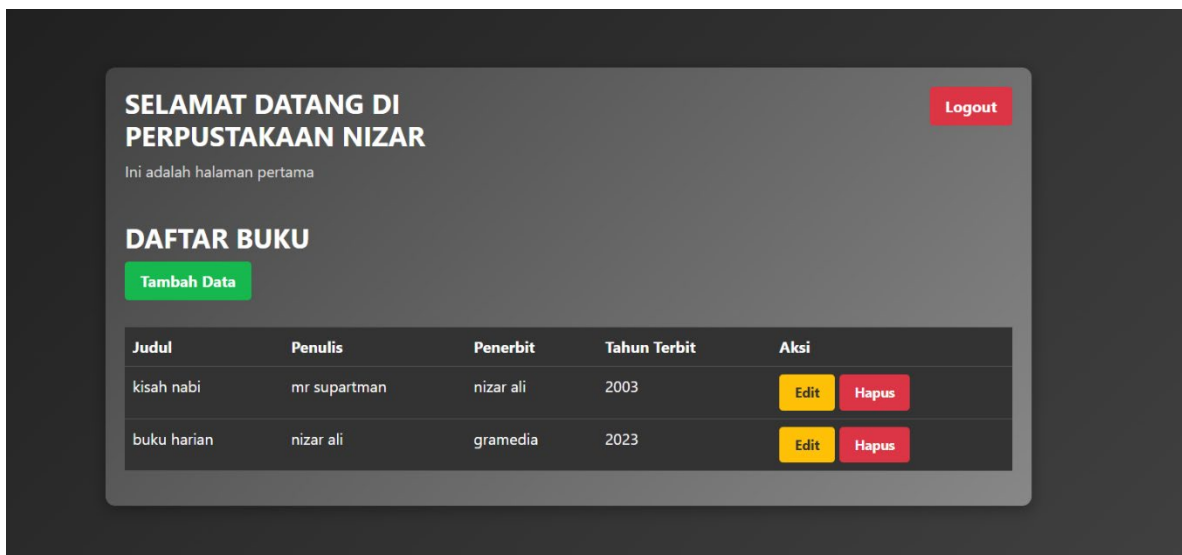 SELAMAT DATANG DI
PERPUSTAKAAN NIZAR
Logout
Ini adalah halaman pertama
DAFTAR BUKU
Tambah Data
Judul Penulis Penerbit Tahun Terbit Aksi
kisah nabi mr supartman nizar ali 2003 Edit Hapus
buku harian nizar ali gramedia 2023 Edit Hapus